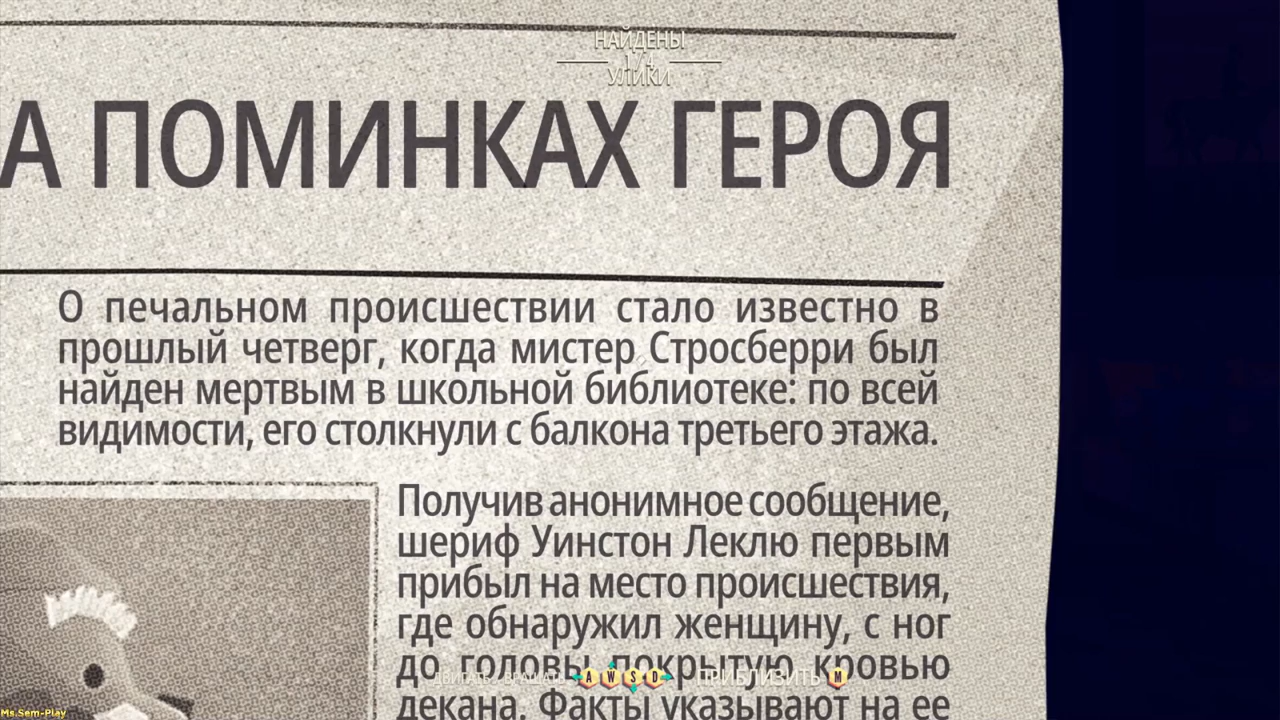 НАЙДЕНЫ
1/4
УЛИКИ
А ПОМИНКАХ ГЕРОЯ
О печальном происшествии стало известно в
прошлый четверг, когда мистер Стросберри был
найден мертвым в школьной библиотеке: по всей
видимости, его столкнули с балкона третьего этажа.
Получив анонимное сообщение,
шериф Уинстон Леклю первым
прибыл на место происшествия,
где обнаружил женщину, с ног
до головы покрытую кровью
декана. Факты указывают на ее
ДВИГАТЬ / ВРАЩАТЬ A W S D ПРИБЛИЗИТЬ M
Ms.Sem-Play